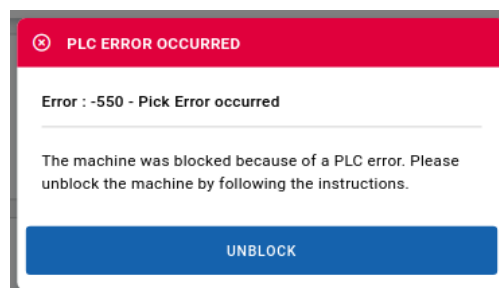 PLC ERROR OCCURRED
Error : -550 - Pick Error occurred
The machine was blocked because of a PLC error. Please
unblock the machine by following the instructions.
UNBLOCK